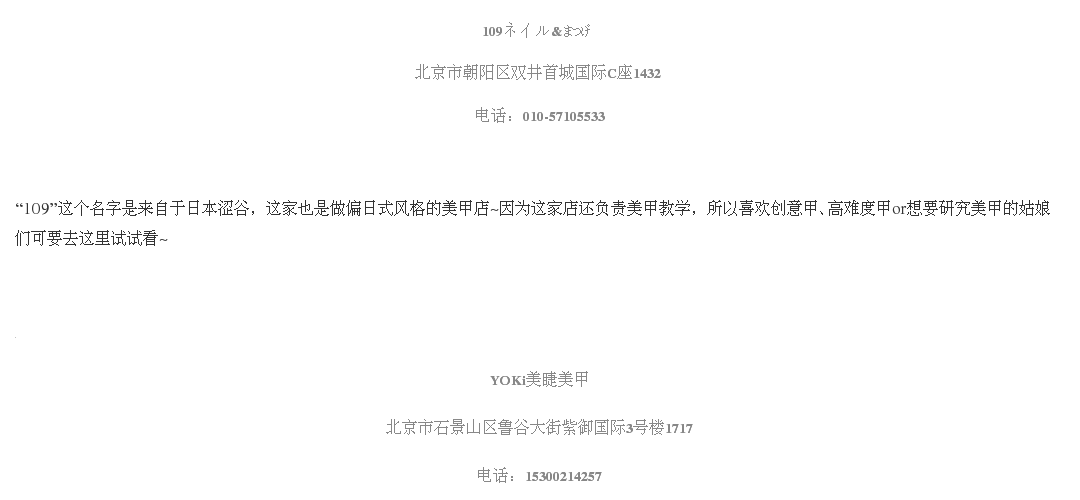 109ネイル&まつげ
北京市朝阳区双井首城国际C座1432
电话：010-57105533
“109”这个名字是来自于日本涩谷，这家也是做偏日式风格的美甲店~因为这家店还负责美甲教学，所以喜欢创意甲、高难度甲or想要研究美甲的姑娘
们可要去这里试试看~
YOKi美睫美甲
北京市石景山区鲁谷大街紫御国际3号楼1717
电话：15300214257